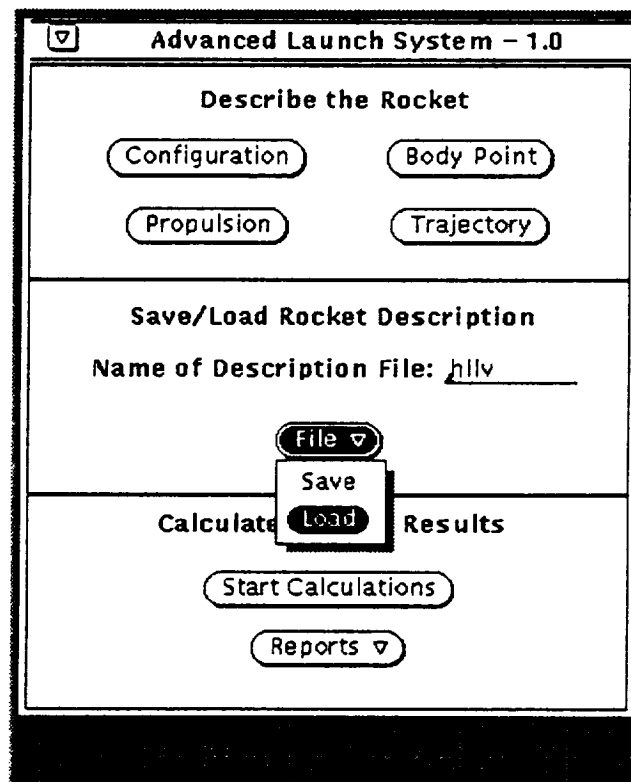 Advanced Launch System – 1.0
Describe the Rocket
Configuration Body Point
Propulsion Trajectory
Save/Load Rocket Description
Name of Description File: hllv
File
Save
Calculate Load Results
Start Calculations
Reports